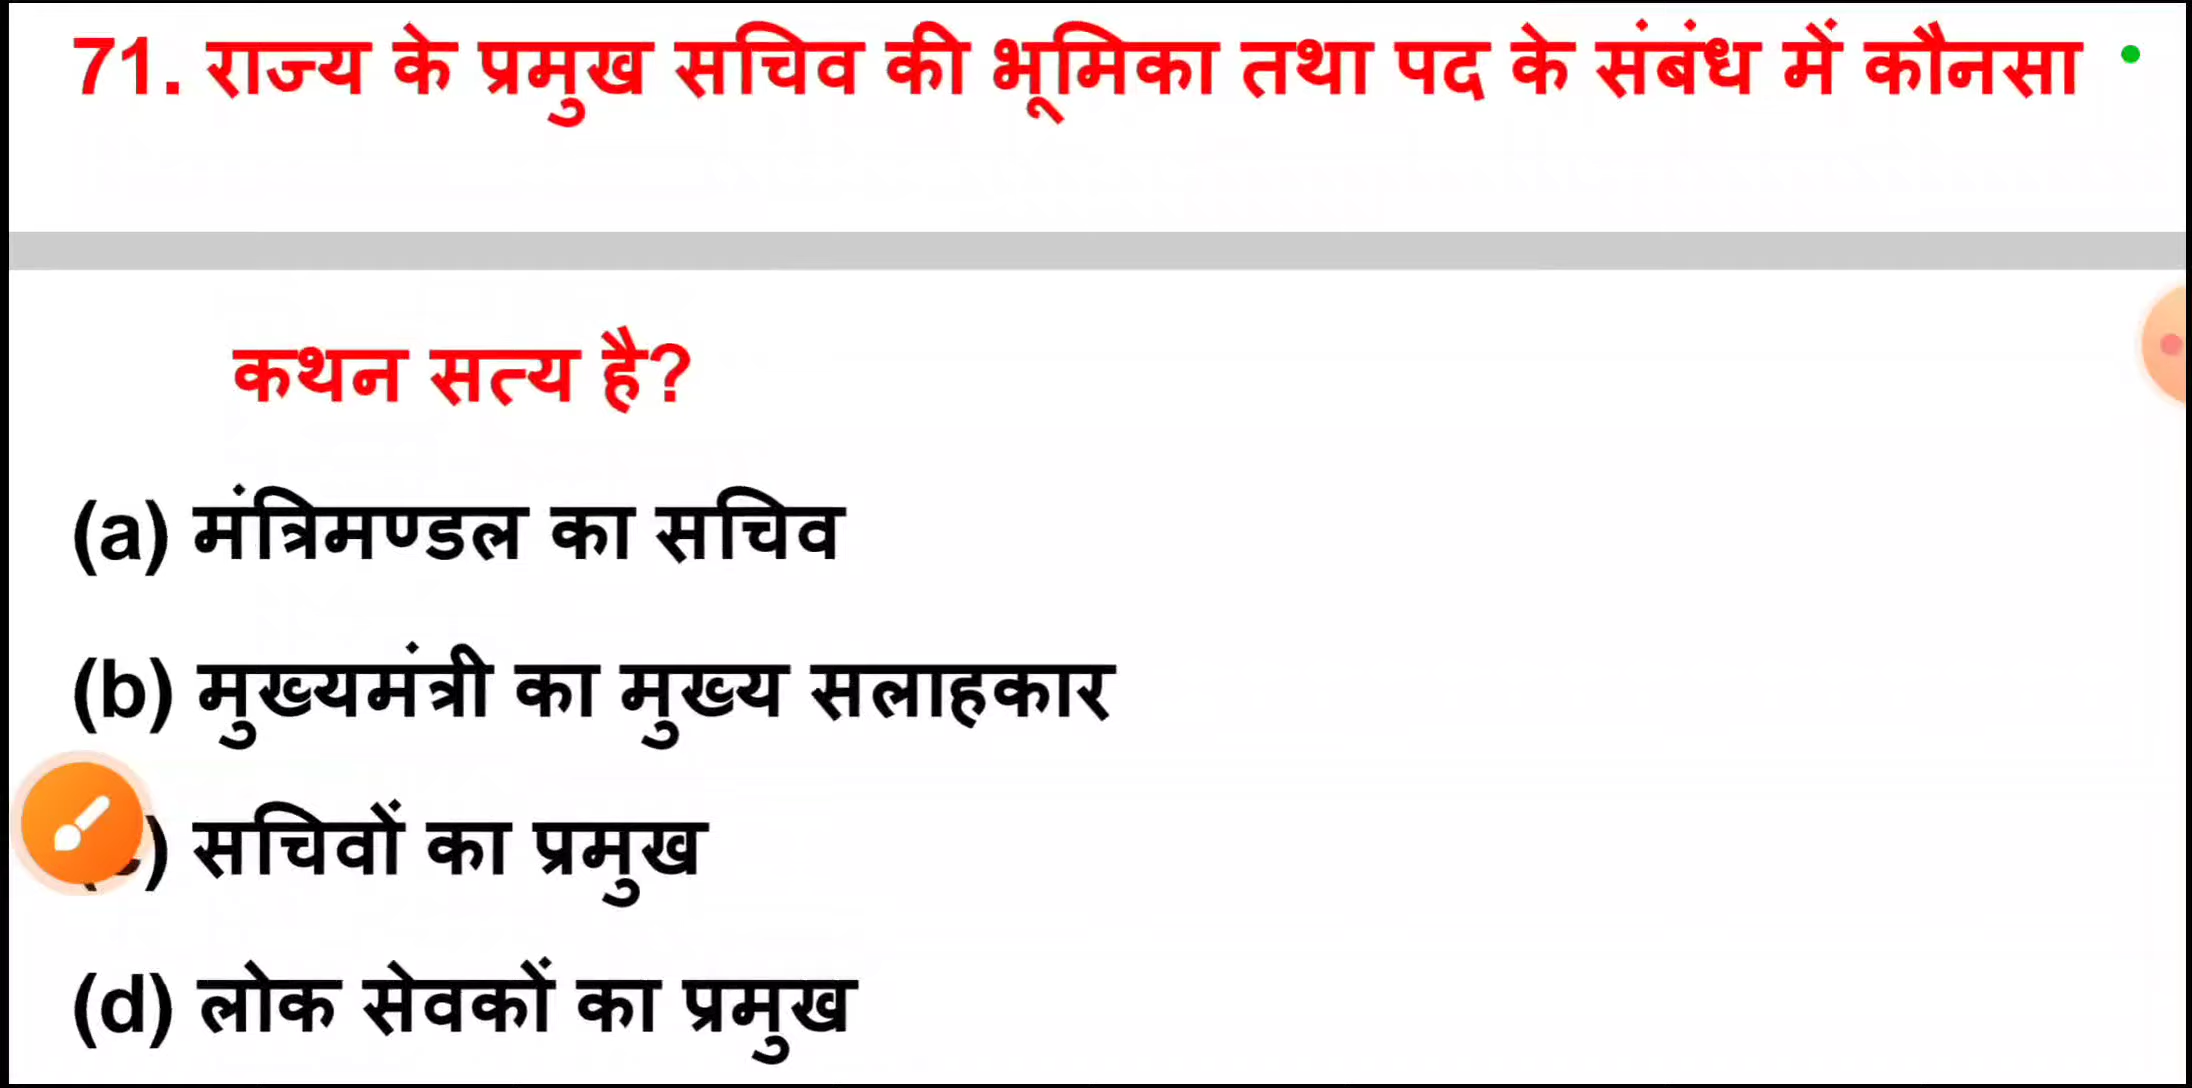 71. राज्य के प्रमुख सचिव की भूमिका तथा पद के संबंध में कौनसा
कथन सत्य है?
(a) मंत्रिमण्डल का सचिव
(b) मुख्यमंत्री का मुख्य सलाहकार
) सचिवों का प्रमुख
(d) लोक सेवकों का प्रमुख